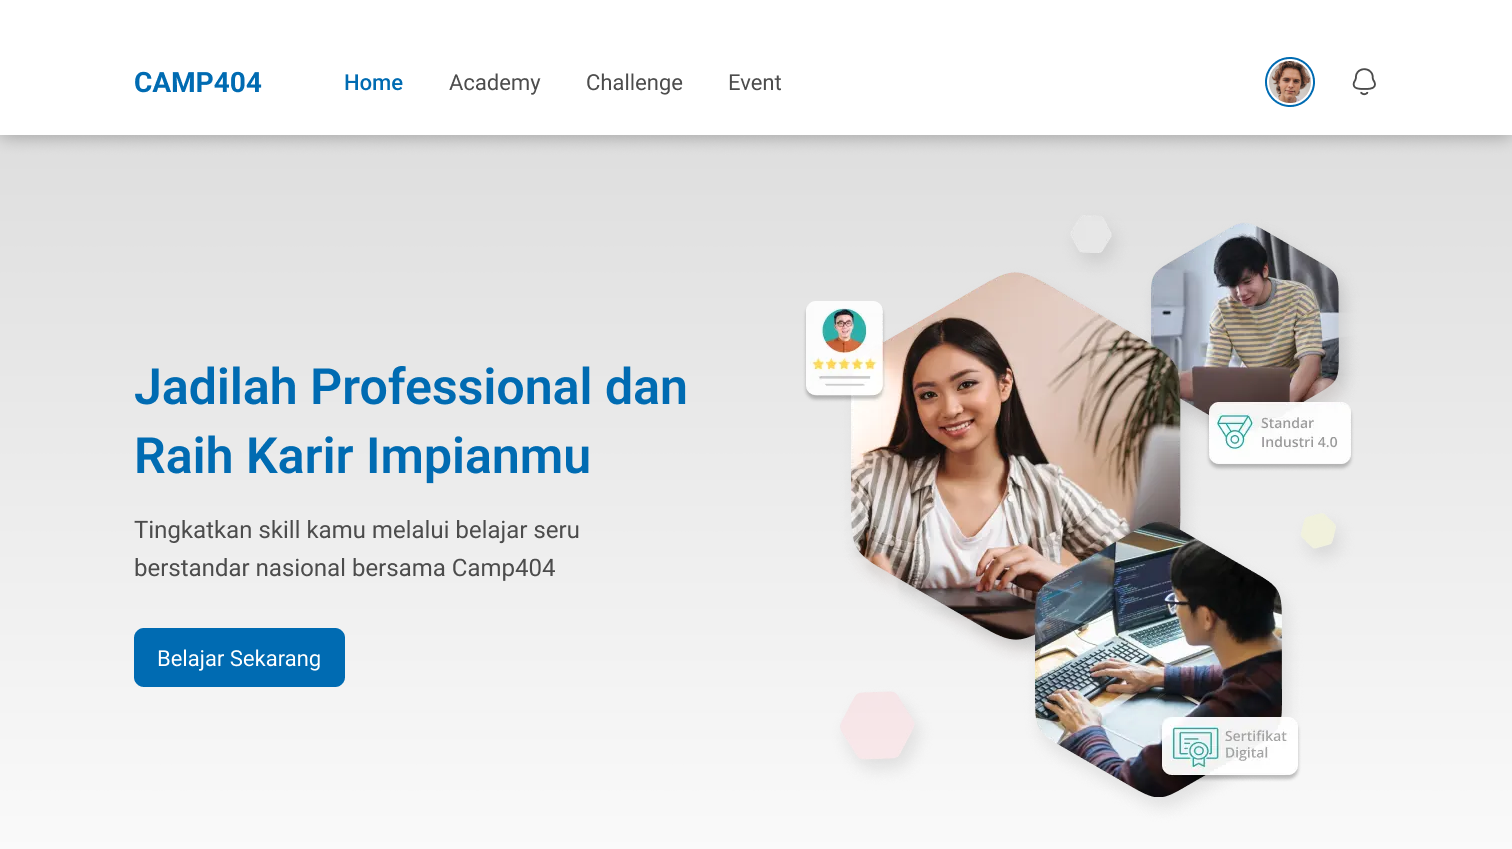 CAMP404
Home
Academy
Challenge
Event
Jadilah Professional dan
Raih Karir Impianmu
Tingkatkan skill kamu melalui belajar seru
berstandar nasional bersama Camp404
Belajar Sekarang
Standar
Industri 4.0
Sertifikat
Digital